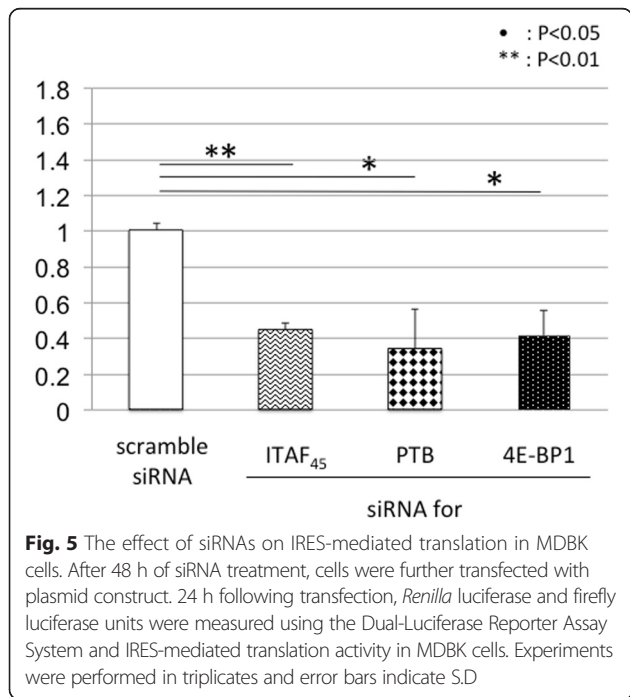 • : P<0.05
** : P<0.01
1.8
1.6
1.4
1.2
1
0.8
0.6
0.4
0.2
0
**
*
*
scramble siRNA
ITAF45
PTB
4E-BP1
siRNA for
Fig. 5 The effect of siRNAs on IRES-mediated translation in MDBK
cells. After 48 h of siRNA treatment, cells were further transfected with
plasmid construct. 24 h following transfection, Renilla luciferase and firefly
luciferase units were measured using the Dual-Luciferase Reporter Assay
System and IRES-mediated translation activity in MDBK cells. Experiments
were performed in triplicates and error bars indicate S.D